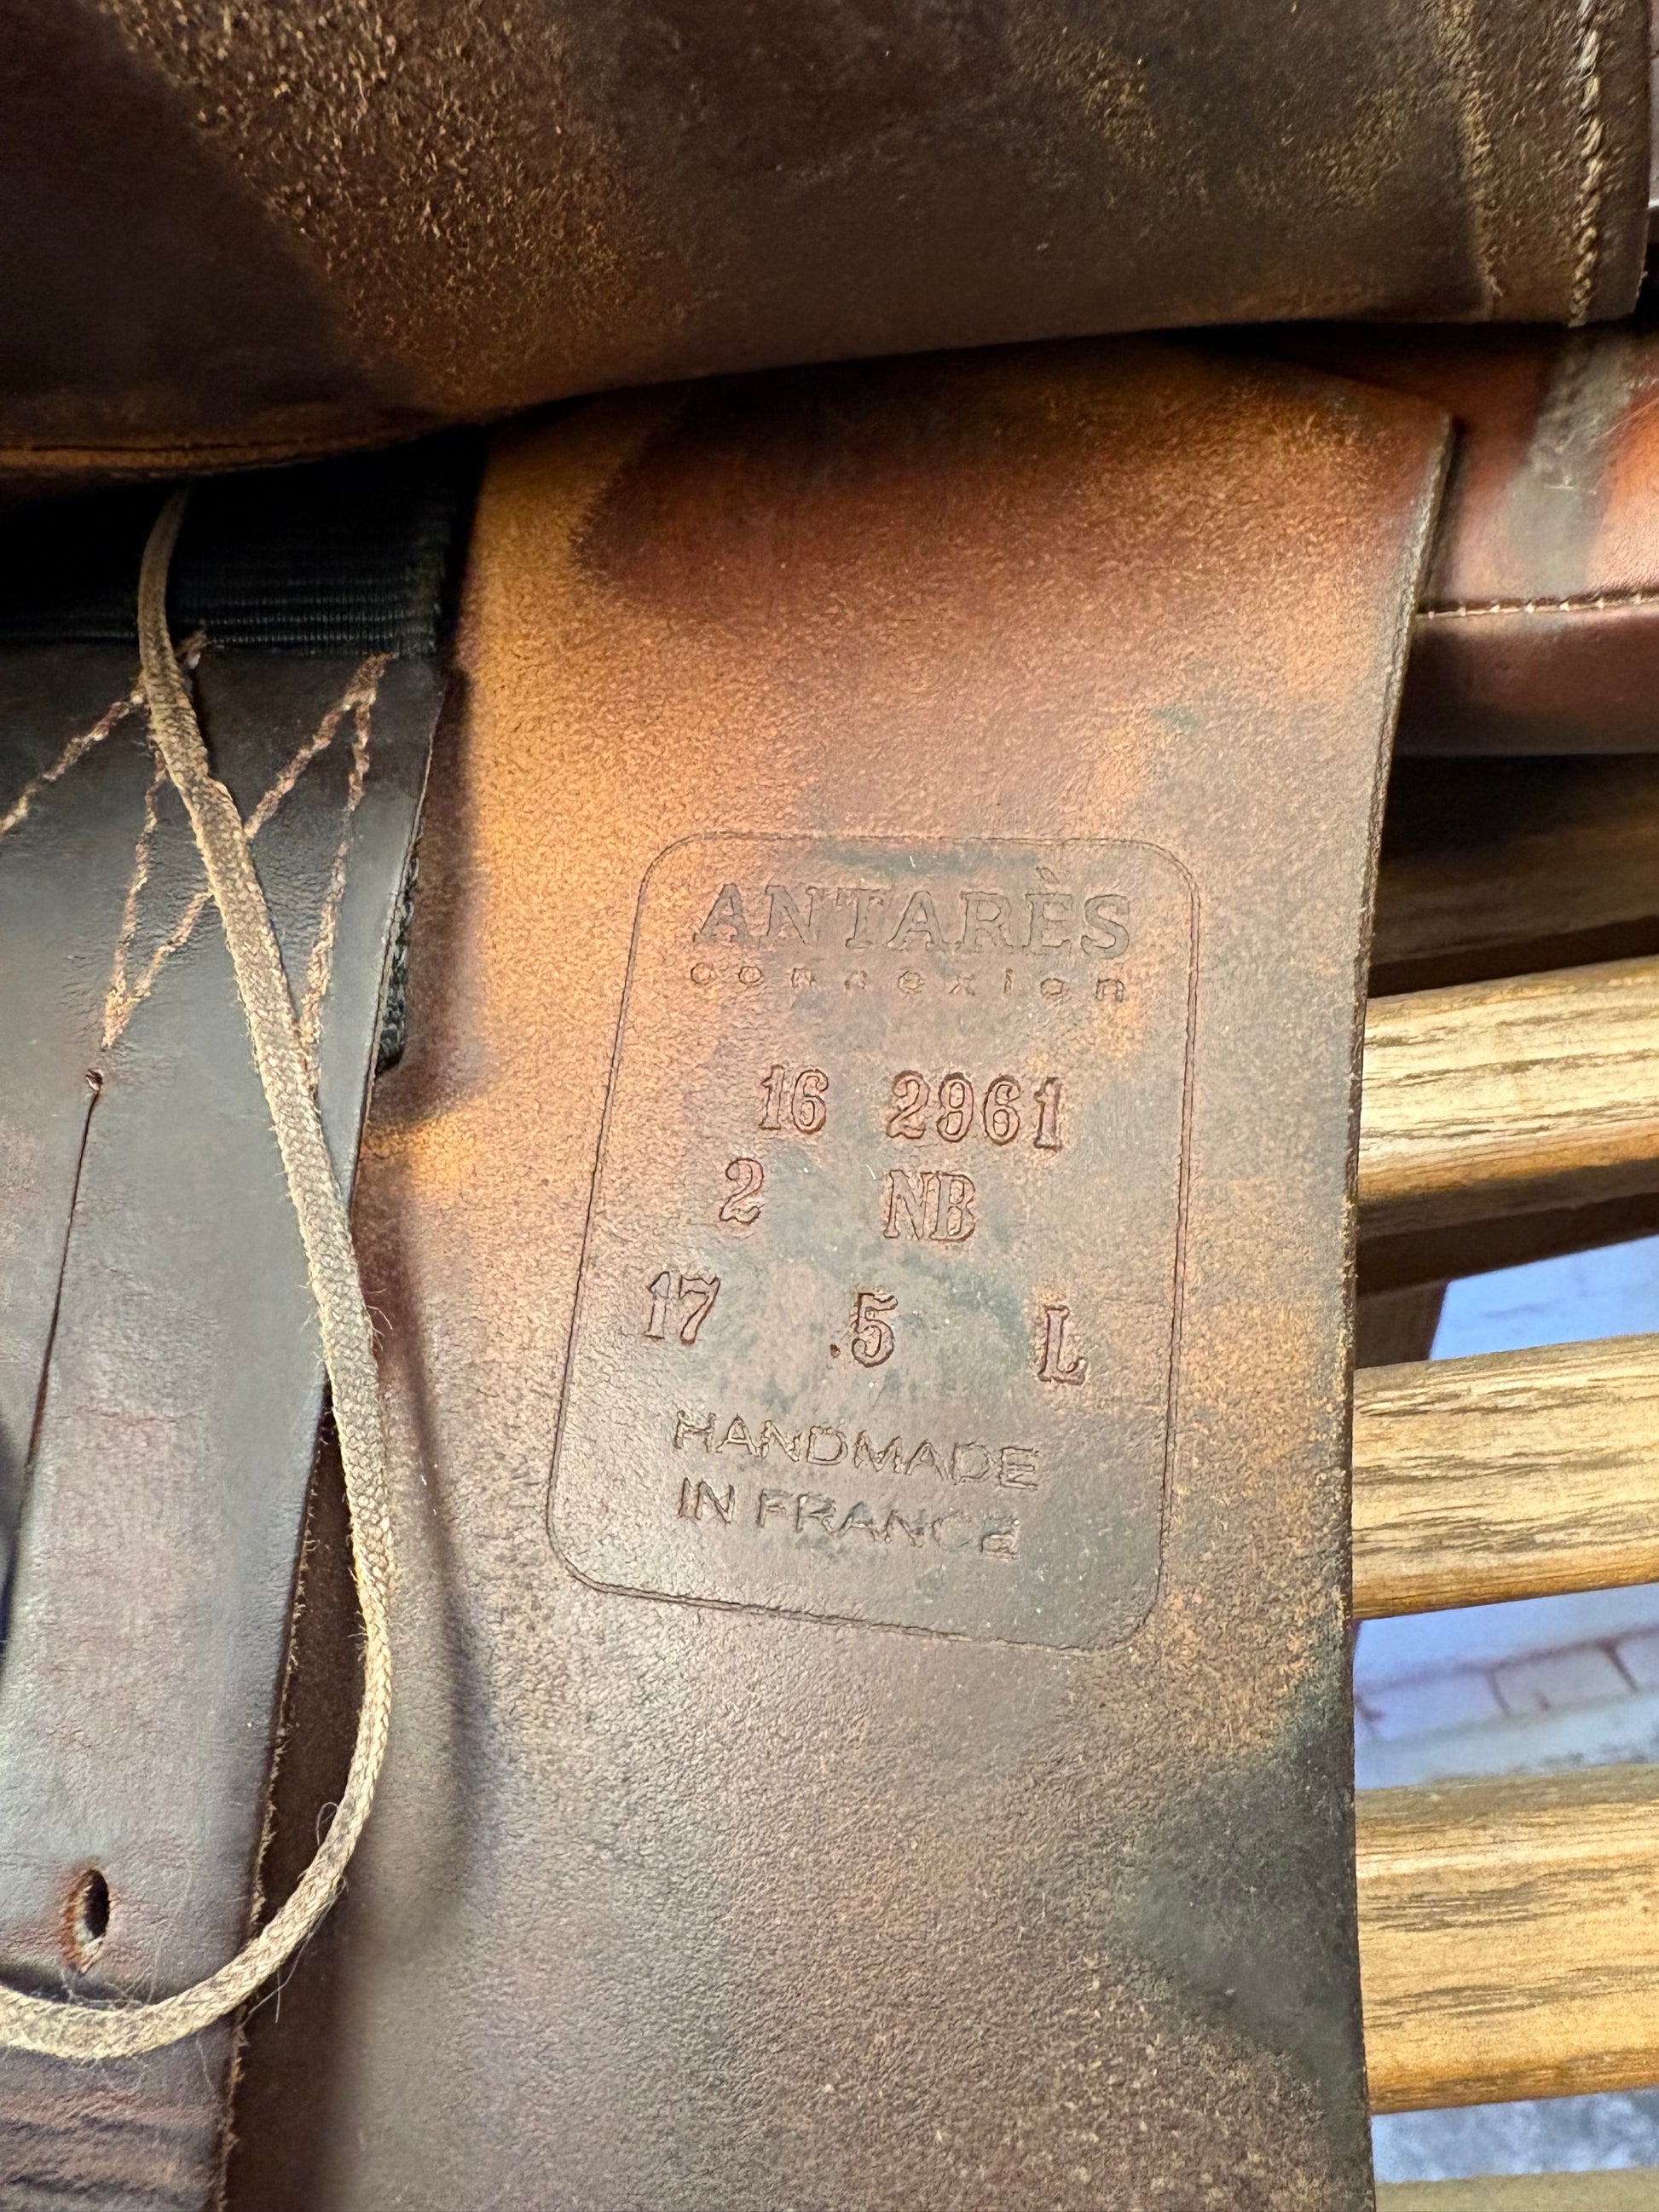 ANTARÈS
connexion
16 2961
2 NB
17 .5 L
HANDMADE
IN FRANCE